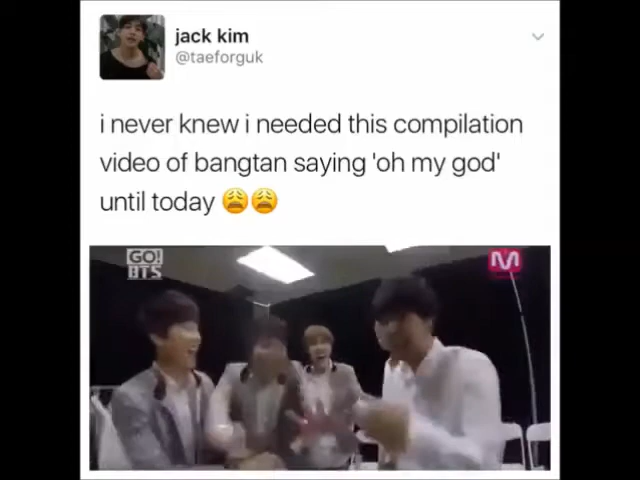 jack kim
@taeforguk
i never knew i needed this compilation
video of bangtan saying 'oh my god'
until today 😩😩
GO!
BTS
M